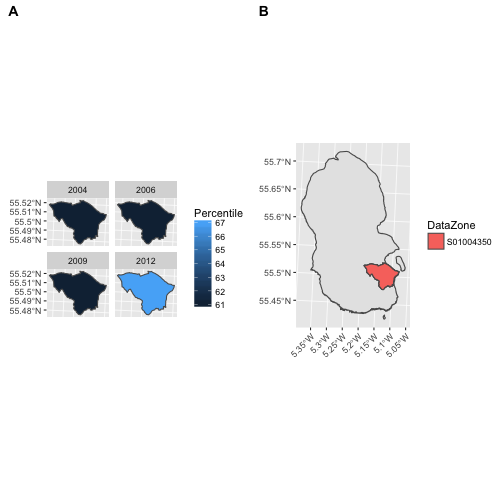 A
2004
2006
55.52°N
55.51°N
55.5°N
55.49°N
55.48°N
2009
2012
55.52°N
55.51°N
55.5°N
55.49°N
55.48°N
Percentile
67
66
65
64
63
62
61
B
55.7°N
55.65°N
55.6°N
55.55°N
55.5°N
55.45°N
5.35°W
5.3°W
5.25°W
5.2°W
5.15°W
5.1°W
5.05°W
DataZone
S01004350